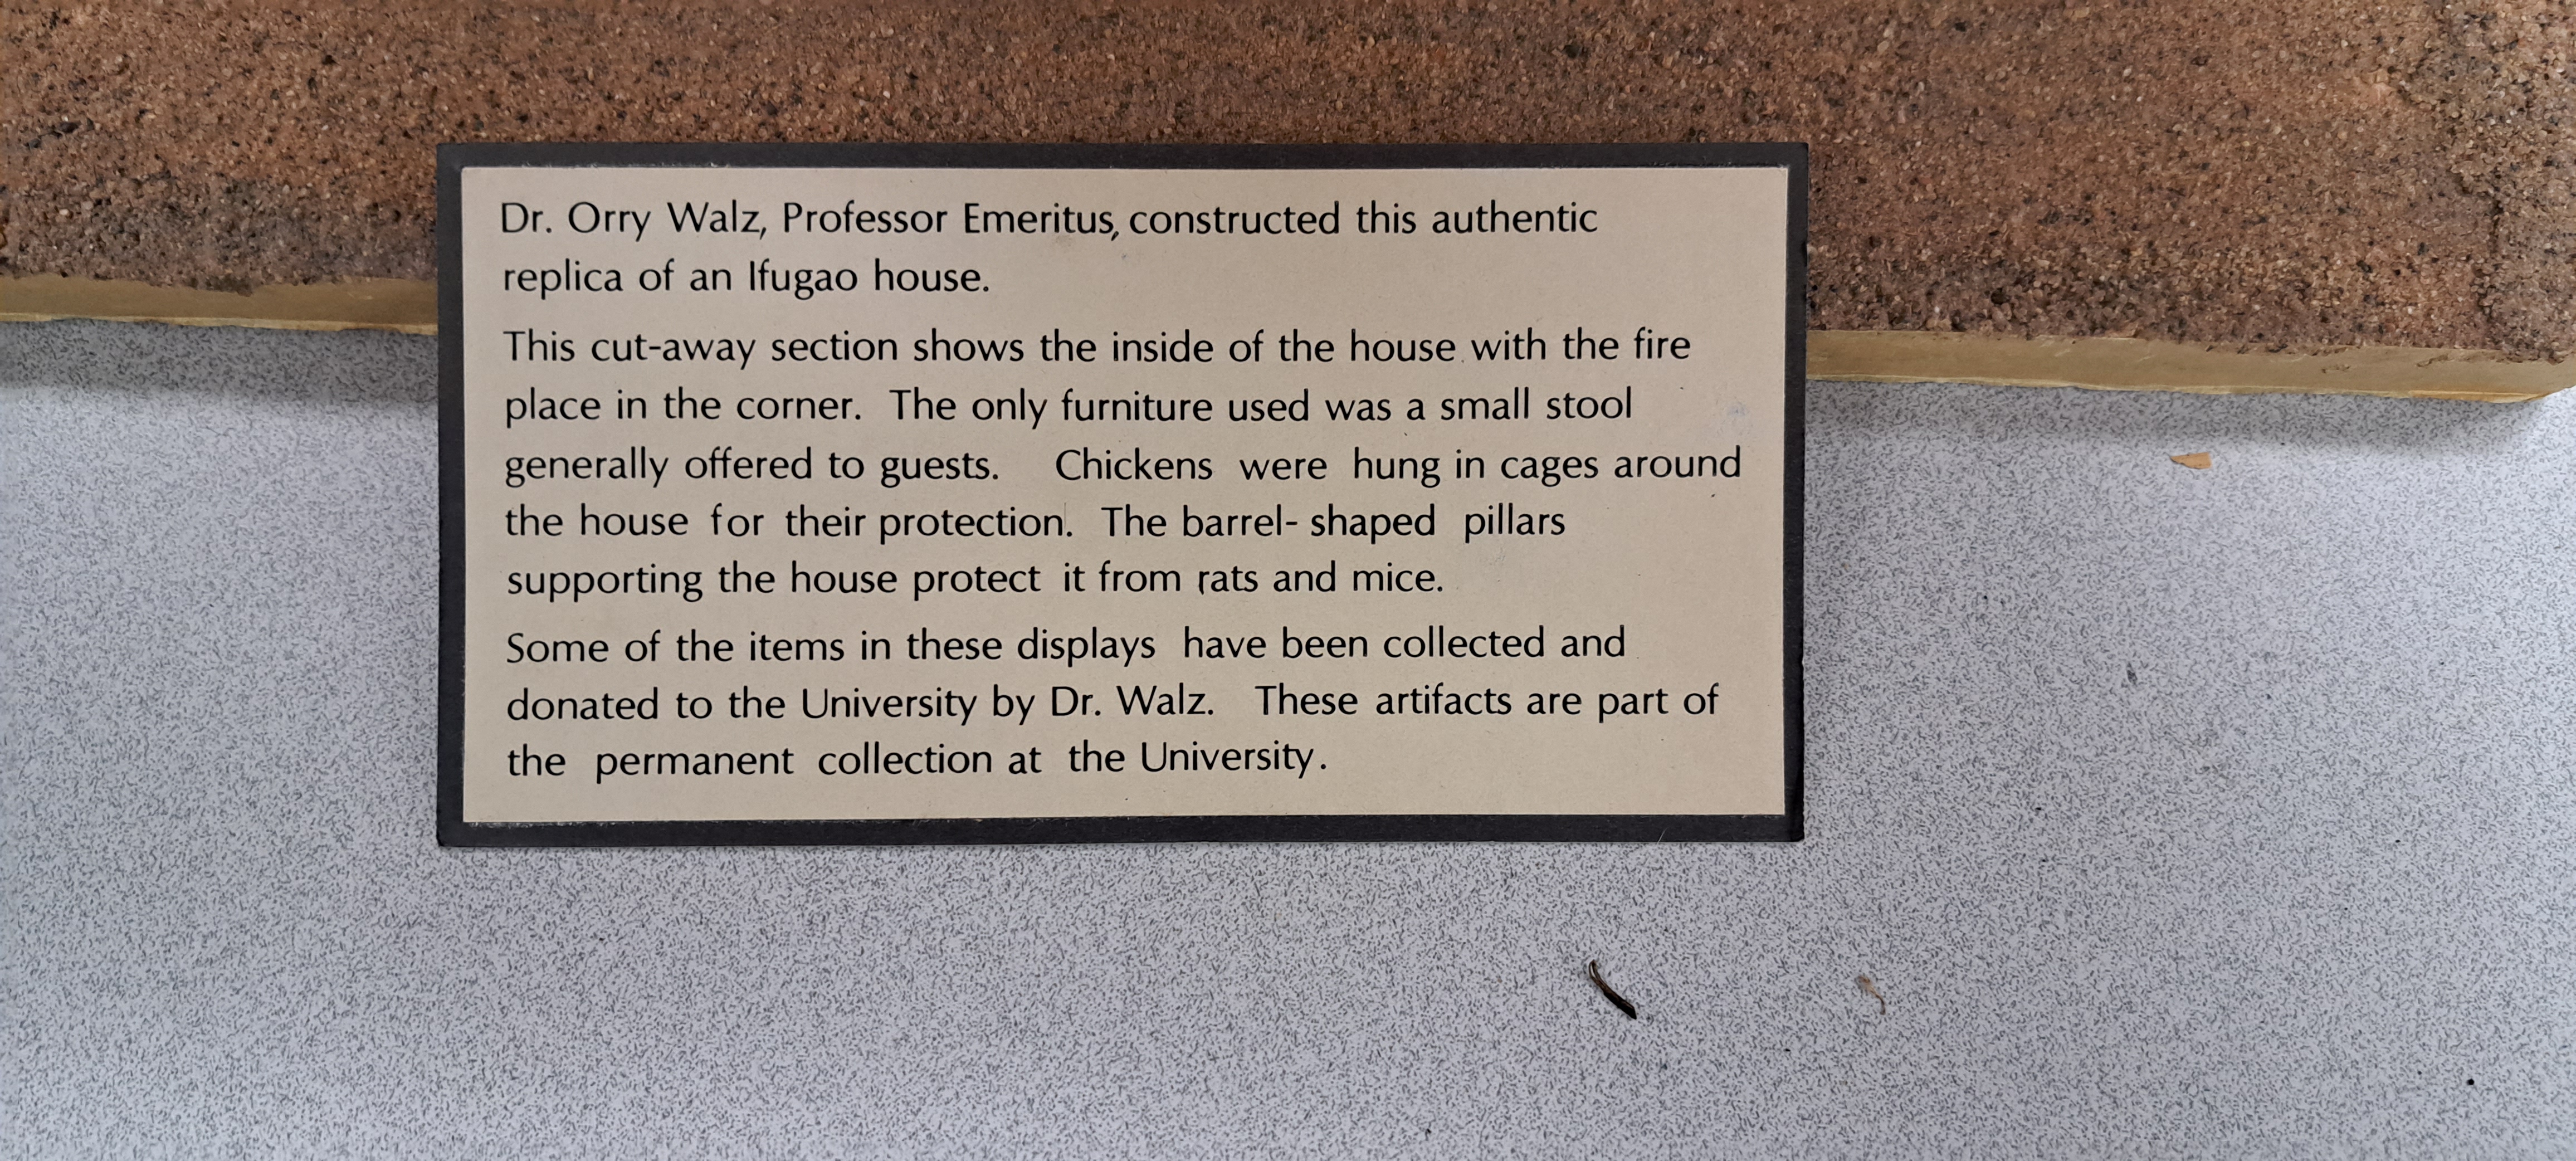 Dr. Orry Walz, Professor Emeritus, constructed this authentic
replica of an Ifugao house.
This cut-away section shows the inside of the house with the fire
place in the corner. The only furniture used was a small stool
generally offered to guests. Chickens were hung in cages around
the house for their protection. The barrel- shaped pillars
supporting the house protect it from rats and mice.
Some of the items in these displays have been collected and
donated to the University by Dr. Walz. These artifacts are part of
the permanent collection at the University.